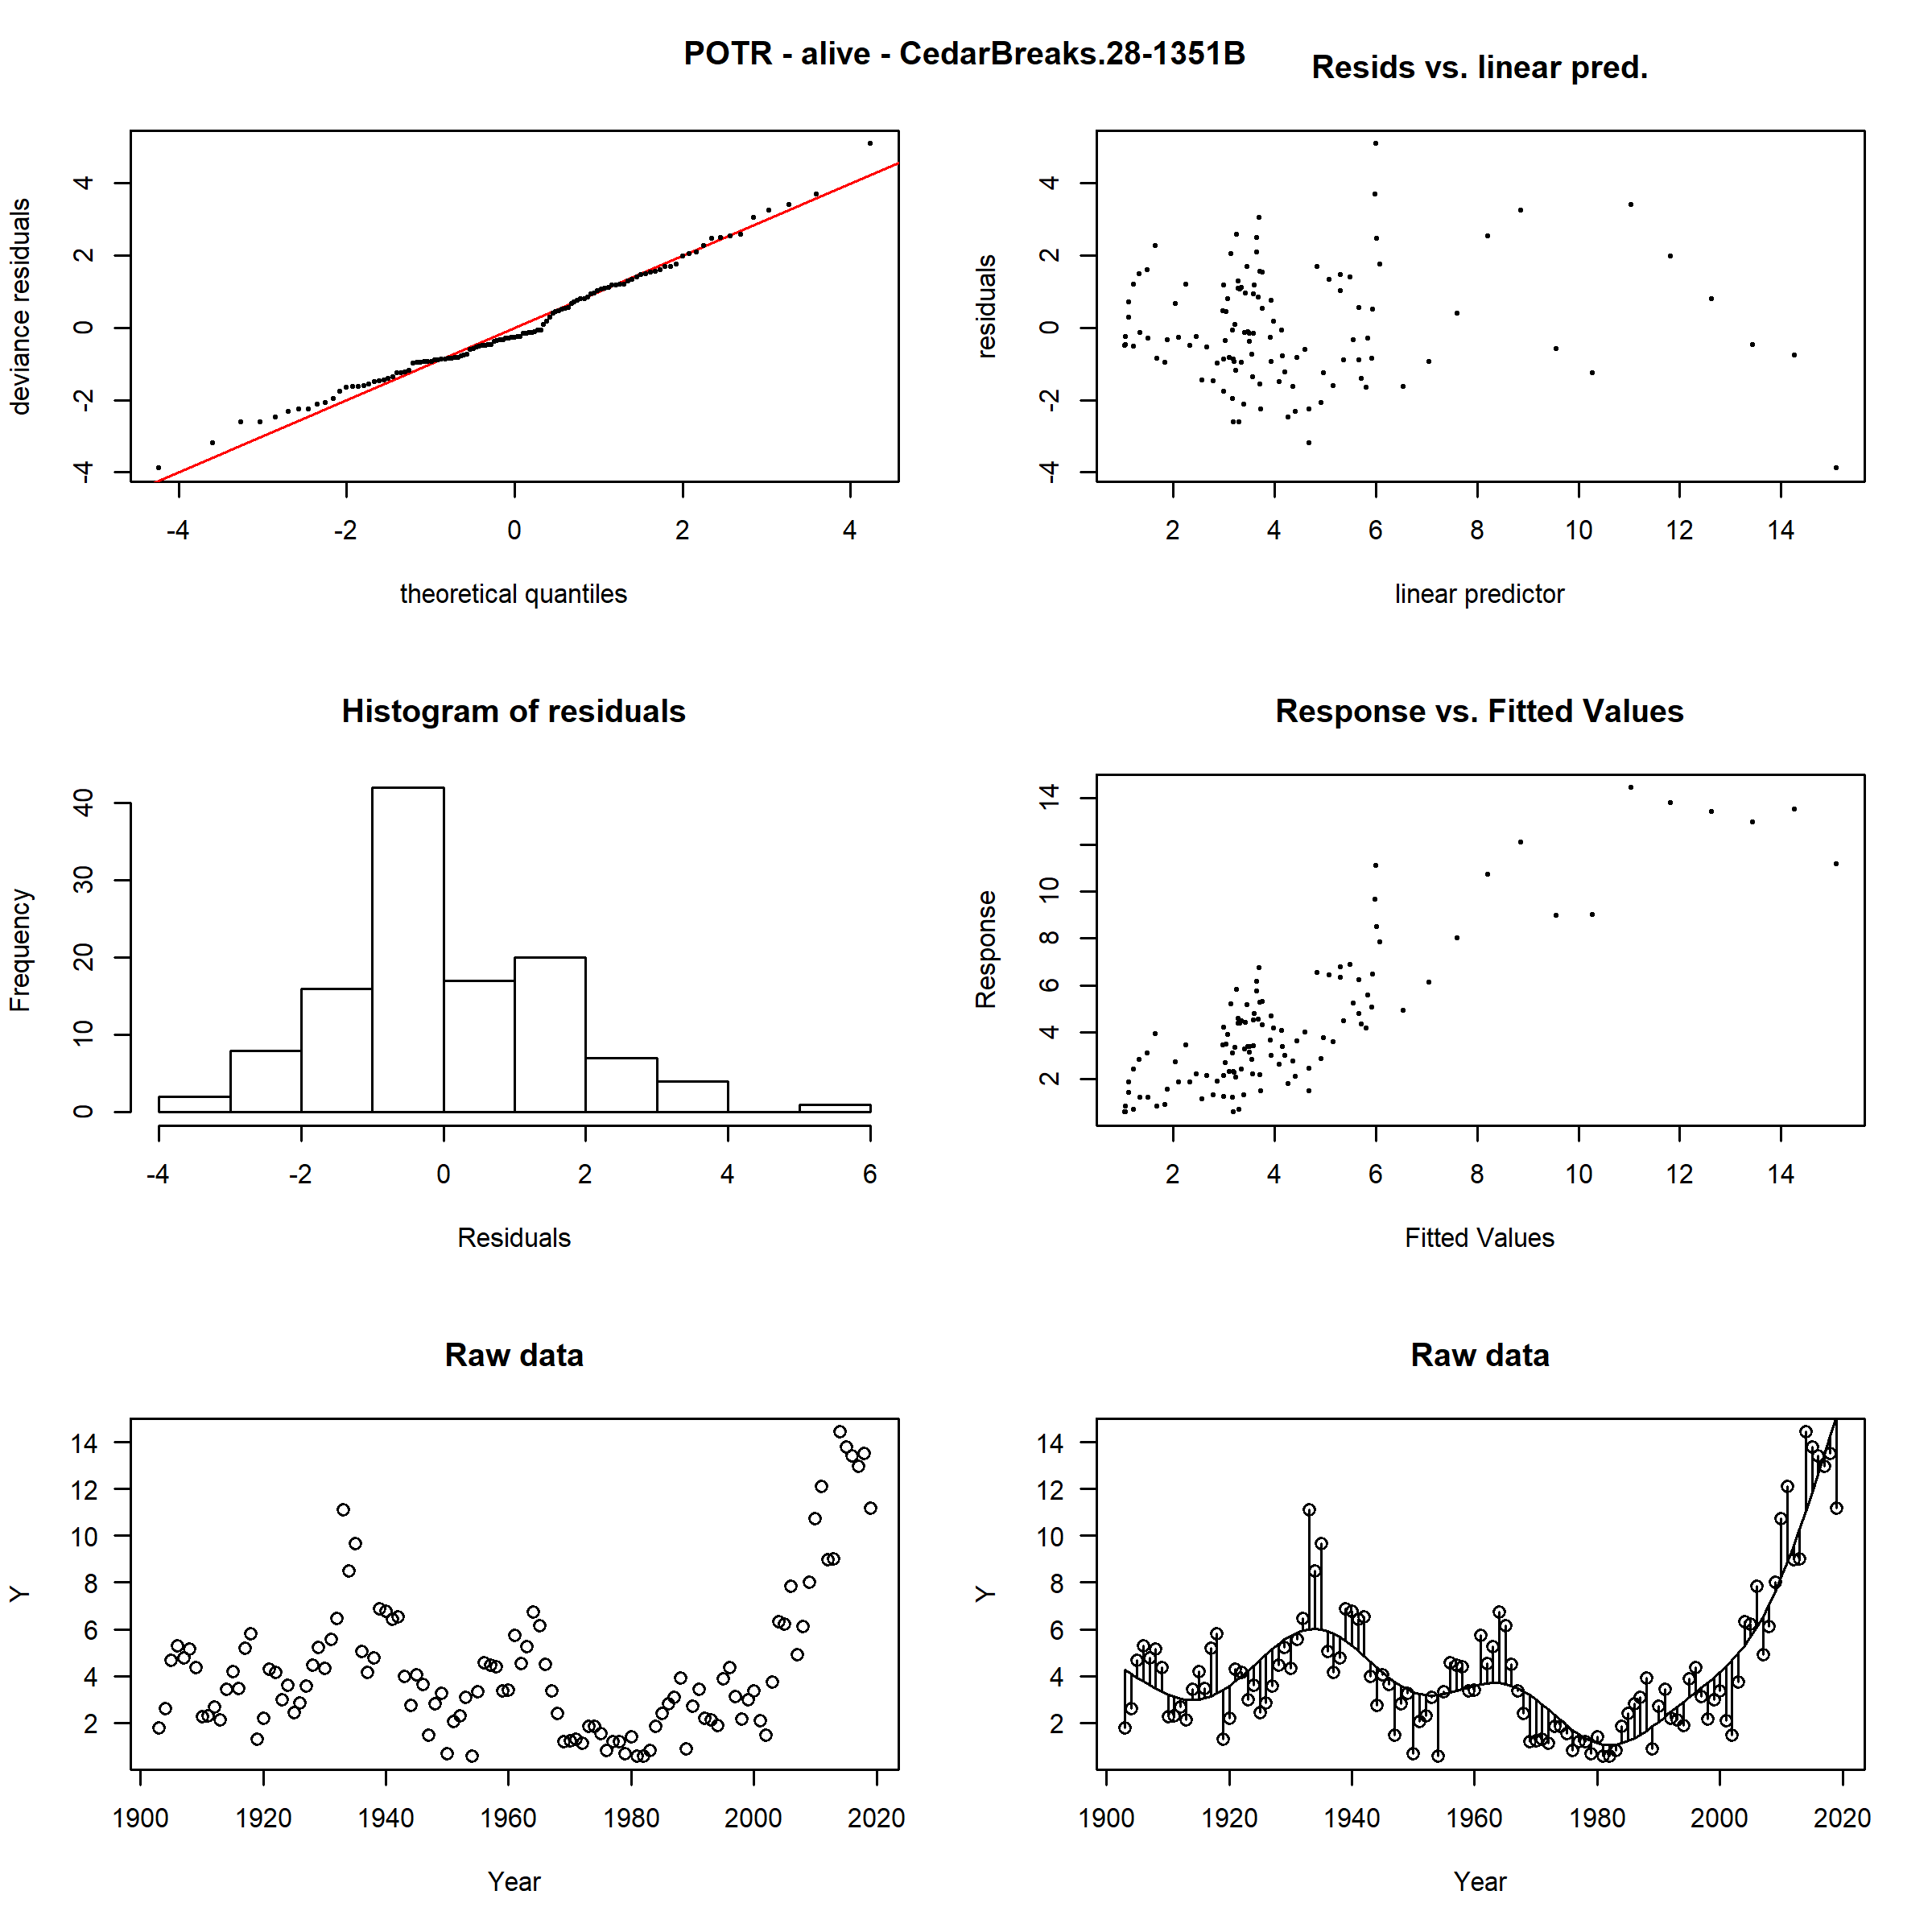 POTR - alive - CedarBreaks.28-1351B
Resids vs. linear pred.
deviance residuals
-4 -2 0 2 4
-4 -2 0 2 4
theoretical quantiles
residuals
-4 -2 0 2 4
2 4 6 8 10 12 14
linear predictor
Histogram of residuals
Frequency
0 10 20 30 40
-4 -2 0 2 4 6
Residuals
Response vs. Fitted Values
Response
2 4 6 8 10 14
2 4 6 8 10 12 14
Fitted Values
Raw data
Y
14
12
10
8
6
4
2
1900 1920 1940 1960 1980 2000 2020
Year
Raw data
Y
14
12
10
8
6
4
2
1900 1920 1940 1960 1980 2000 2020
Year